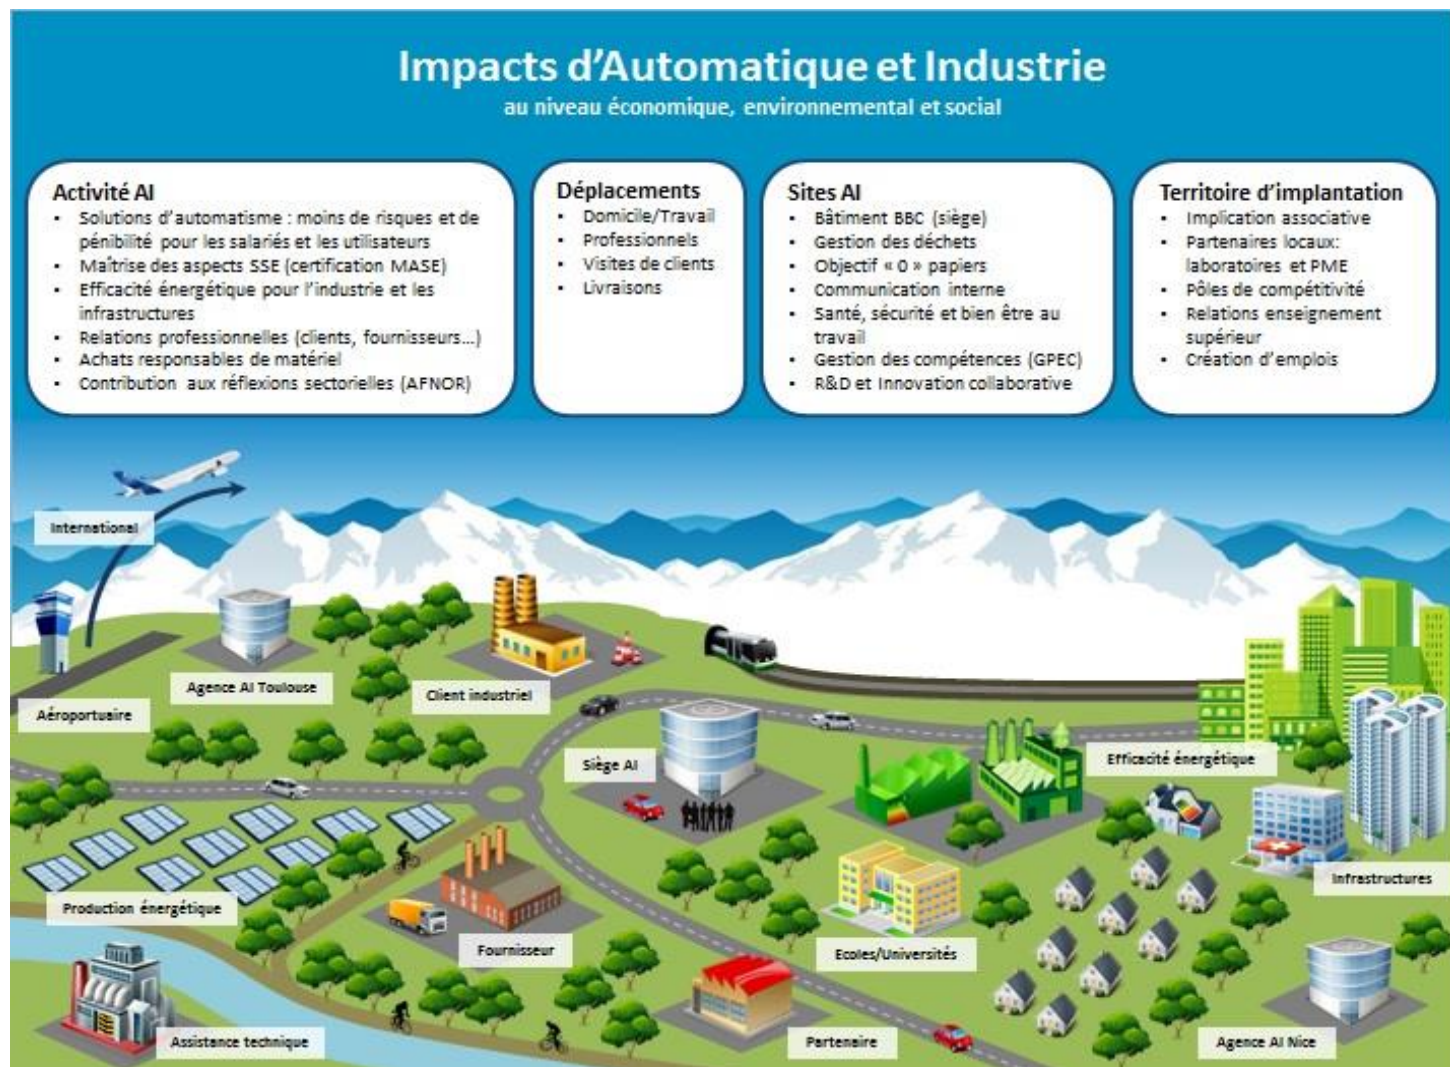 Impacts d'Automatique et Industrie
au niveau économique, environnemental et social
Activité AI
▪ Solutions d'automatisme : moins de risques et de
pénibilité pour les salariés et les utilisateurs
▪ Maîtrise des aspects SSE (certification MASE)
▪ Efficacité énergétique pour l'industrie et les
infrastructures
▪ Relations professionnelles (clients, fournisseurs...)
▪ Achats responsables de matériel
▪ Contribution aux réflexions sectorielles (AFNOR)
Déplacements
▪ Domicile/Travail
▪ Professionnels
▪ Visites de clients
▪ Livraisons
Sites AI
▪ Bâtiment BBC (siège)
▪ Gestion des déchets
▪ Objectif « 0 » papiers
▪ Communication interne
▪ Santé, sécurité et bien être au
travail
▪ Gestion des compétences (GPEC)
▪ R&D et Innovation collaborative
Territoire d'implantation
▪ Implication associative
▪ Partenaires locaux:
laboratoires et PME
▪ Pôles de compétitivité
▪ Relations enseignement
supérieur
▪ Création d'emplois
International
Agence AI Toulouse
Client industriel
Aéroportuaire
Siège AI
Efficacité énergétique
Infrastructures
Production énergétique
Fournisseur
Ecoles/Universités
Assistance technique
Partenaire
Agence AI Nice